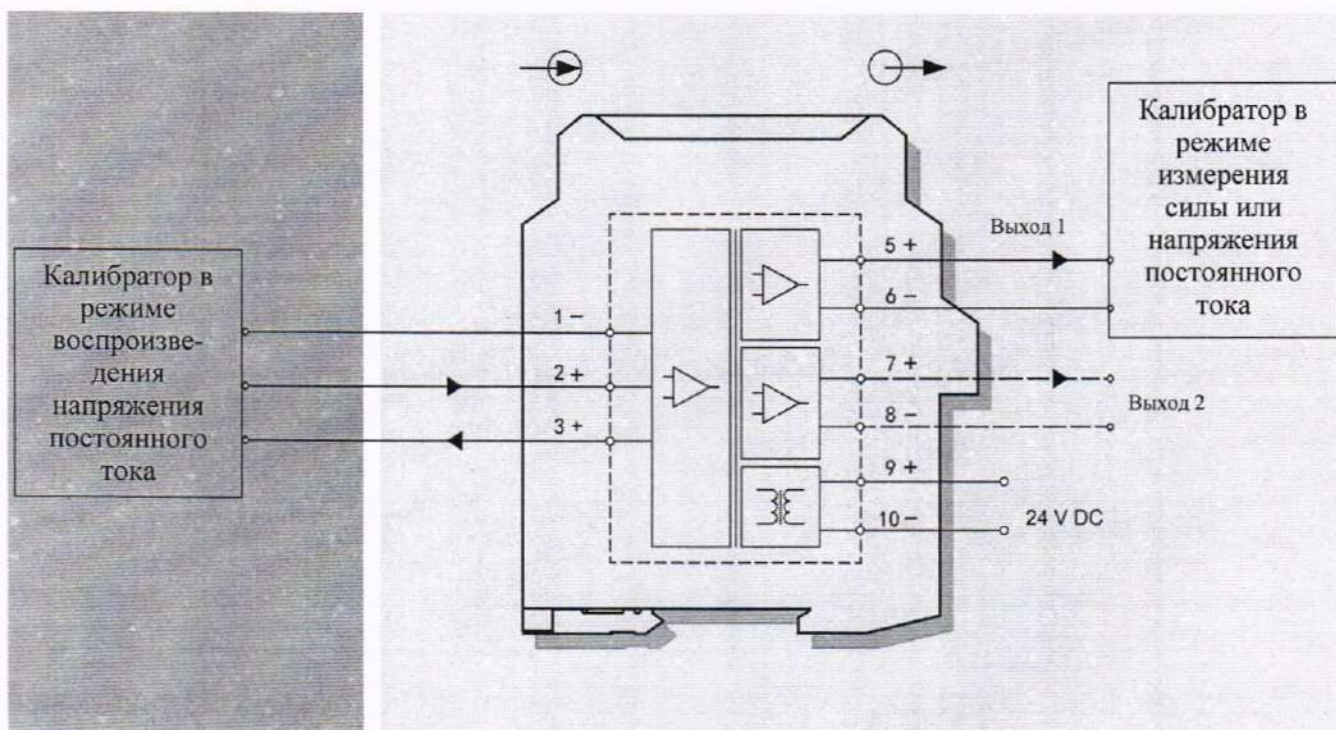 Калибратор в
режиме
воспроизве-
дения
напряжения
постоянного
тока
1 –
2 +
3 +
5 +
6 –
7 +
8 –
9 +
10 –
Выход 1
Выход 2
24 V DC
Калибратор в
режиме
измерения
силы или
напряжения
постоянного
тока